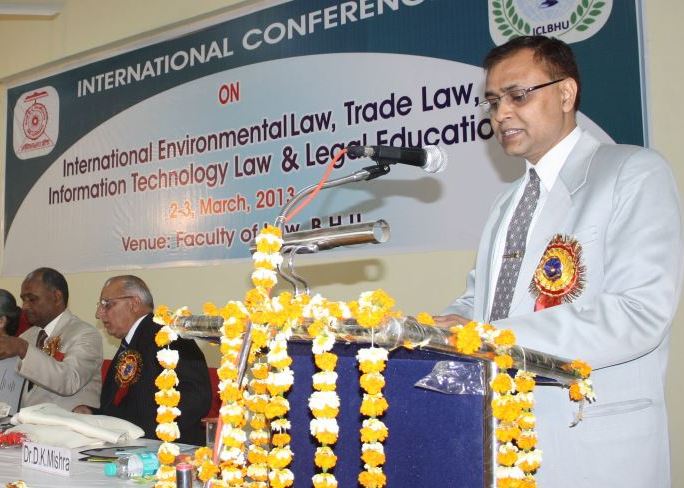 INTERNATIONAL CONFERENC
ON
International Environmental Law, Trade Law,
Information Technology Law & Legal Education
2-3, March, 2013
Venue: Faculty of Law, B.H.U.
ICLBHU
Dr.D.K.Mishra